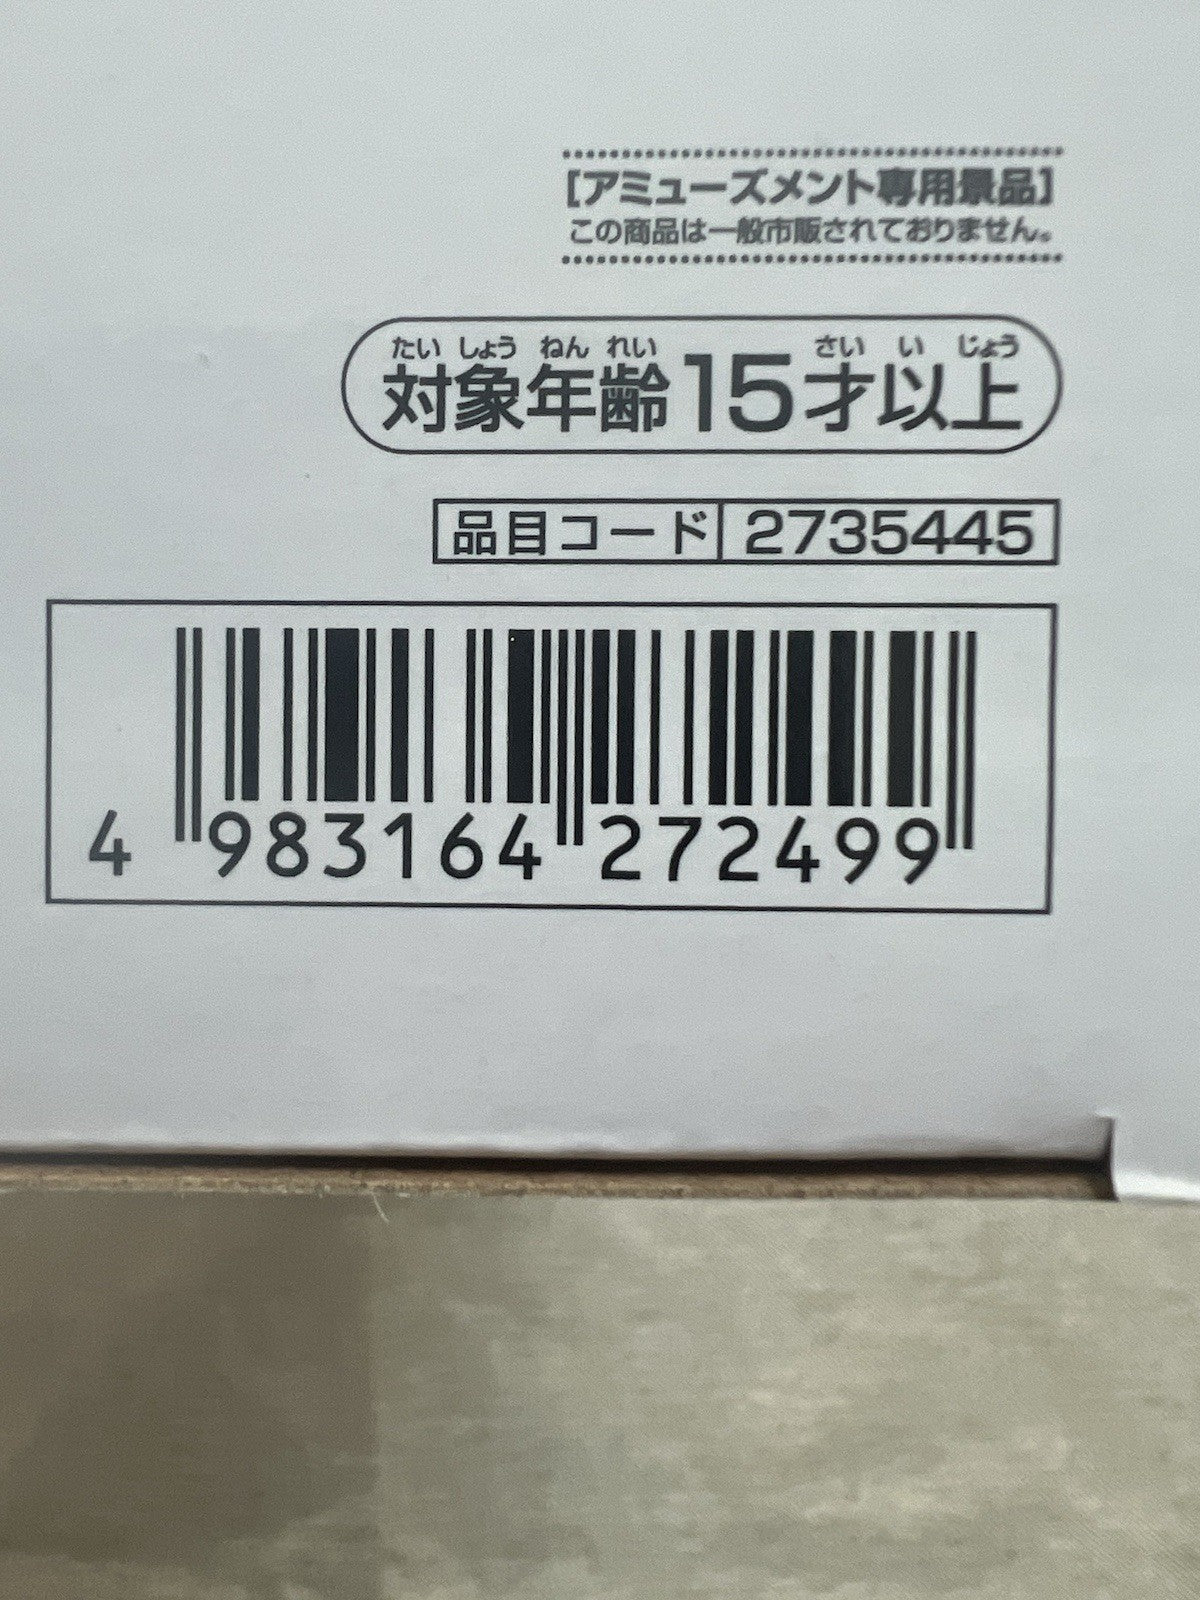 [アミューズメント専用景品]
この商品は一般市販されておりません。
たいしょうねんれい さいいじょう
対象年齢15才以上
品目コード 2735445
4 983164 272499